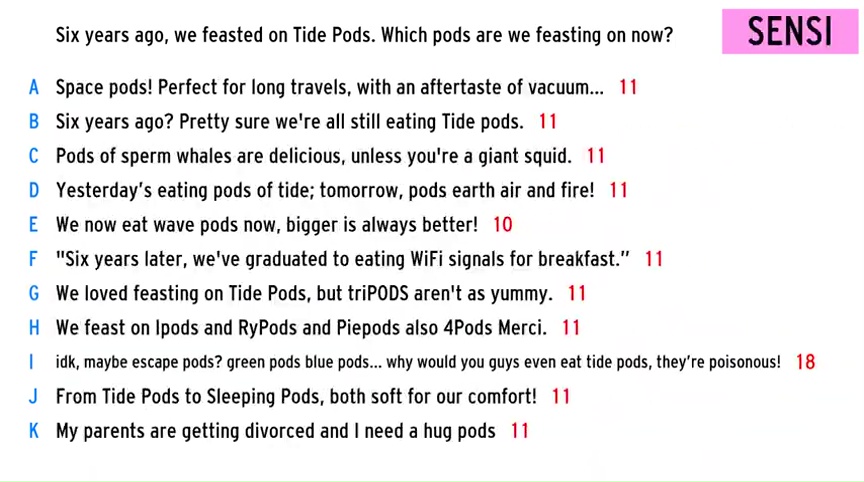 Six years ago, we feasted on Tide Pods. Which pods are we feasting on now?
SENSI
A Space pods! Perfect for long travels, with an aftertaste of vacuum... 11
B Six years ago? Pretty sure we're all still eating Tide pods. 11
C Pods of sperm whales are delicious, unless you're a giant squid. 11
D Yesterday’s eating pods of tide; tomorrow, pods earth air and fire! 11
E We now eat wave pods now, bigger is always better! 10
F "Six years later, we've graduated to eating WiFi signals for breakfast.” 11
G We loved feasting on Tide Pods, but triPODS aren't as yummy. 11
H We feast on Ipods and RyPods and Piepods also 4Pods Merci. 11
I idk, maybe escape pods? green pods blue pods... why would you guys even eat tide pods, they’re poisonous! 18
J From Tide Pods to Sleeping Pods, both soft for our comfort! 11
K My parents are getting divorced and I need a hug pods 11